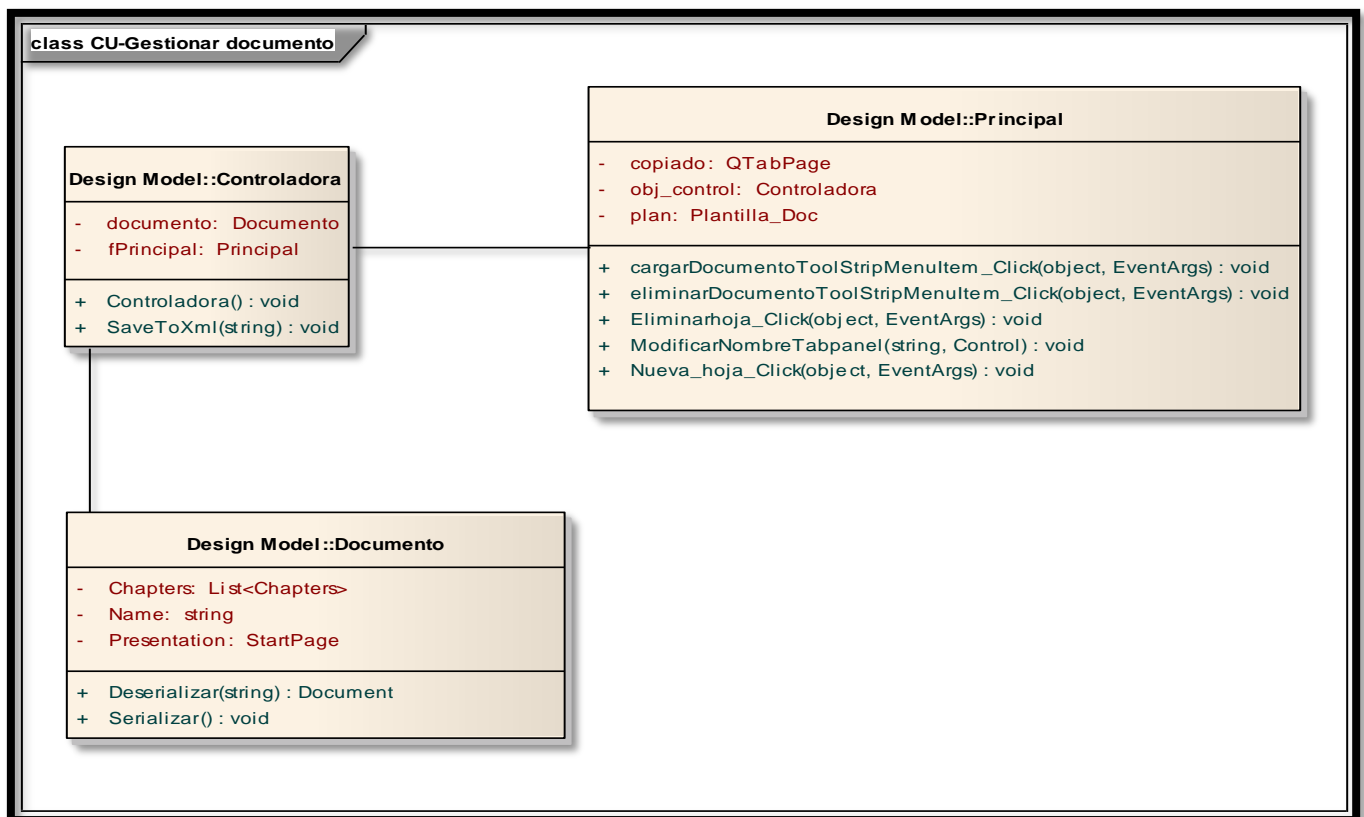 class CU-Gestionar documento
Design Model::Principal
- copiado: QTabPage
- obj_control: Controladora
- plan: Plantilla_Doc
+ cargarDocumentoToolStripMenuItem_Click(object, EventArgs) : void
+ eliminarDocumentoToolStripMenuItem_Click(object, EventArgs) : void
+ Eliminarhoja_Click(object, EventArgs) : void
+ ModificarNombreTabpanel(string, Control) : void
+ Nueva_hoja_Click(object, EventArgs) : void
Design Model::Controladora
- documento: Documento
- fPrincipal: Principal
+ Controladora() : void
+ SaveToXml(string) : void
Design Model::Documento
- Chapters: List<Chapters>
- Name: string
- Presentation: StartPage
+ Deserializar(string) : Document
+ Serializar() : void